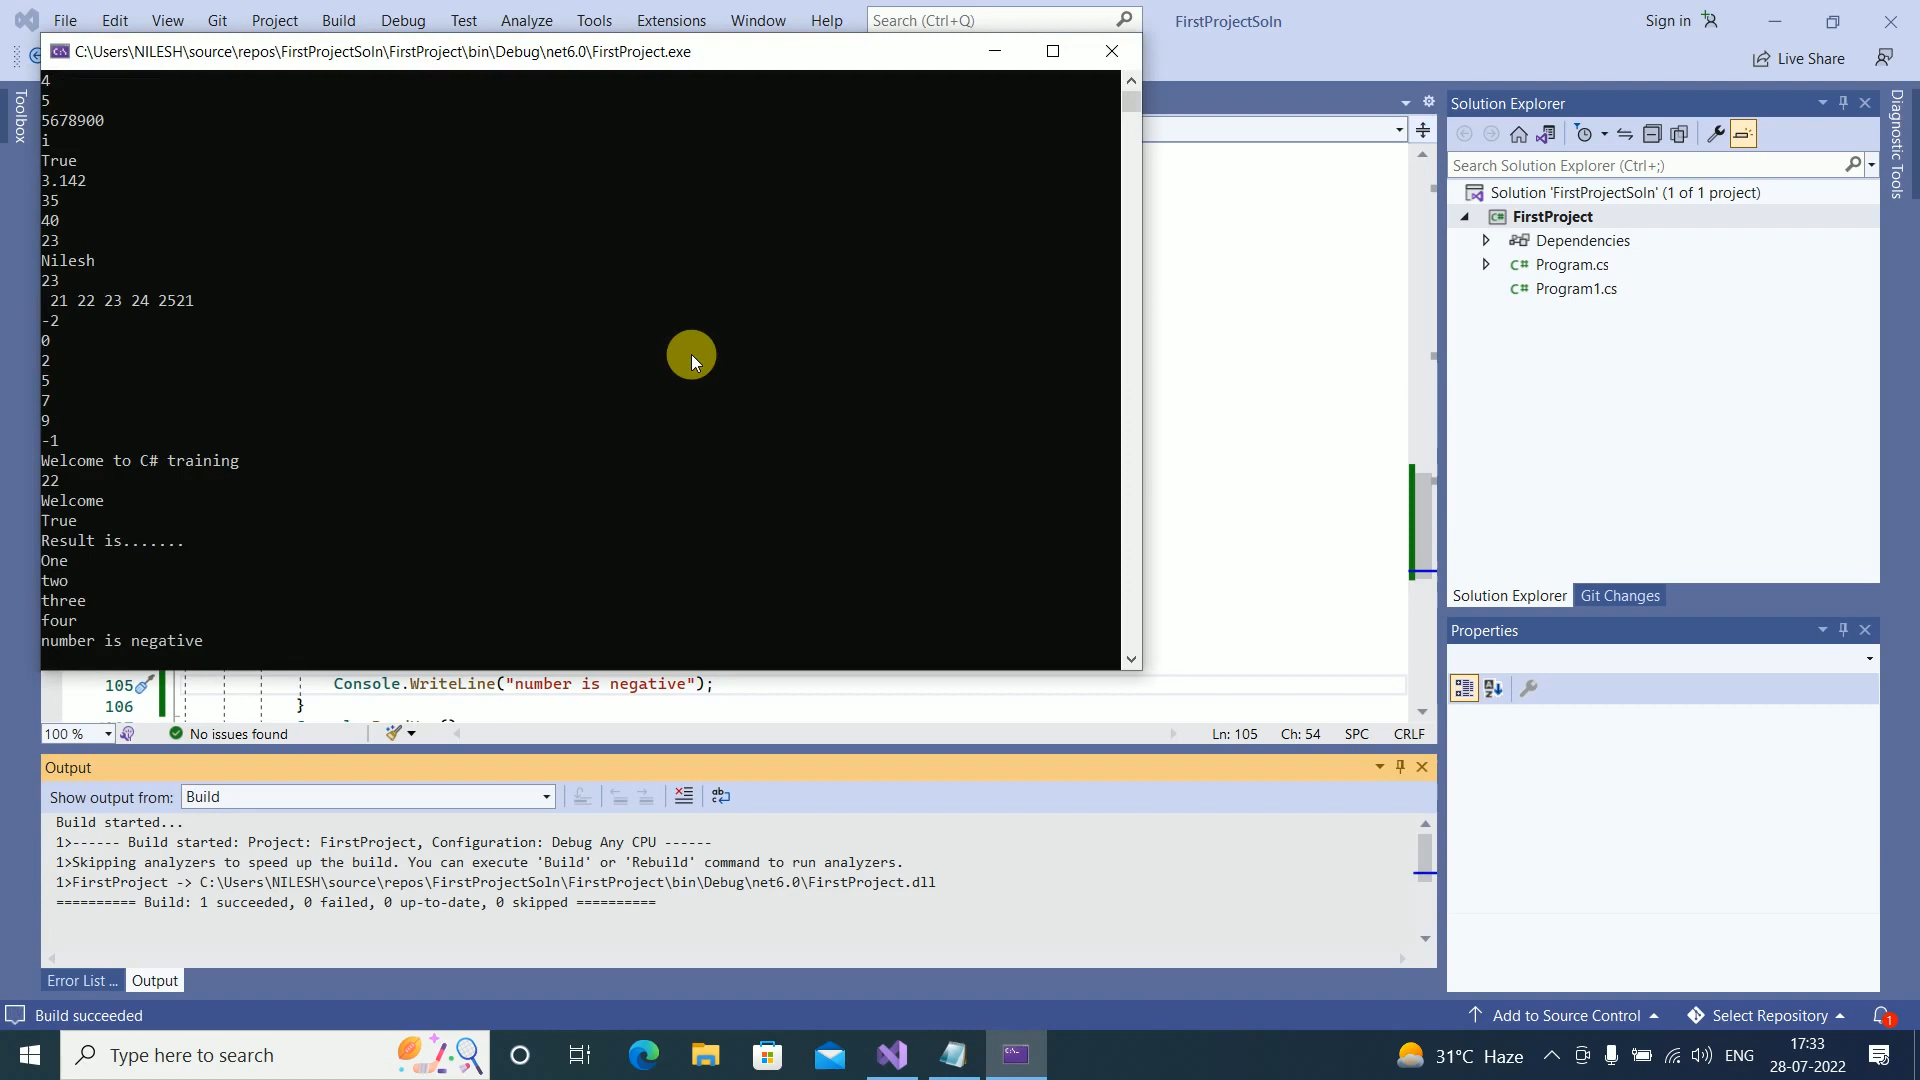 File Edit View Git Project Build Debug Test Analyze Tools Extensions Window Help Search (Ctrl+Q) FirstProjectSoln Sign in
C:\Users\NILESH\source\repos\FirstProjectSoln\FirstProject\bin\Debug\net6.0\FirstProject.exe
Live Share
Toolbox
4
5
5678900
i
True
3.142
35
40
23
Nilesh
23
21 22 23 24 2521
-2
0
2
5
7
9
-1
Welcome to C# training
22
Welcome
True
Result is.......
One
two
three
four
number is negative
105 Console.WriteLine("number is negative");
106 }
100 % No issues found Ln: 105 Ch: 54 SPC CRLF
Output
Show output from: Build
Build started...
1>------ Build started: Project: FirstProject, Configuration: Debug Any CPU ------
1>Skipping analyzers to speed up the build. You can execute 'Build' or 'Rebuild' command to run analyzers.
1>FirstProject -> C:\Users\NILESH\source\repos\FirstProjectSoln\FirstProject\bin\Debug\net6.0\FirstProject.dll
========== Build: 1 succeeded, 0 failed, 0 up-to-date, 0 skipped ==========
Error List ... Output
Solution Explorer
Search Solution Explorer (Ctrl+;)
Solution 'FirstProjectSoln' (1 of 1 project)
C# FirstProject
Dependencies
C# Program.cs
C# Program1.cs
Solution Explorer Git Changes
Properties
Diagnostic Tools
Build succeeded Add to Source Control Select Repository 1
Type here to search 31°C Haze ENG 17:33
28-07-2022